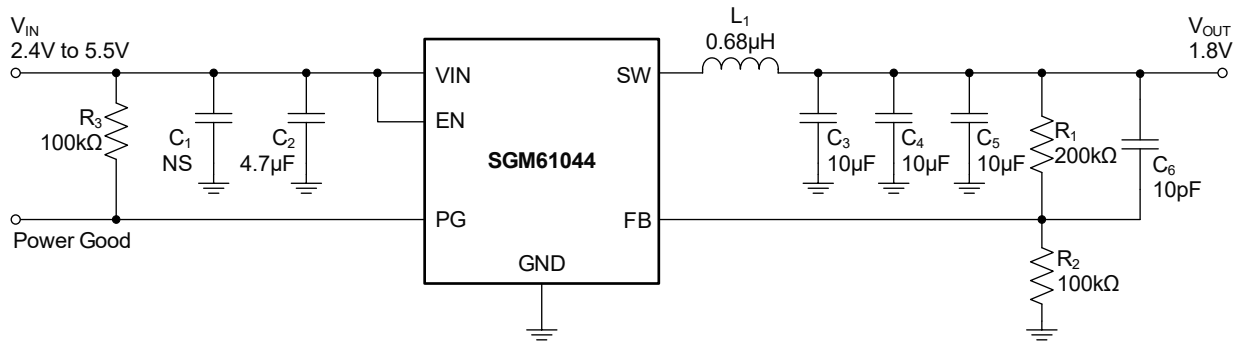 V_IN
2.4V to 5.5V
R₃
100kΩ
C₁
NS
C₂
4.7µF
Power Good
VIN
EN
PG
SW
FB
GND
SGM61044
L₁
0.68µH
C₃
10µF
C₄
10µF
C₅
10µF
R₁
200kΩ
C₆
10pF
R₂
100kΩ
V_OUT
1.8V